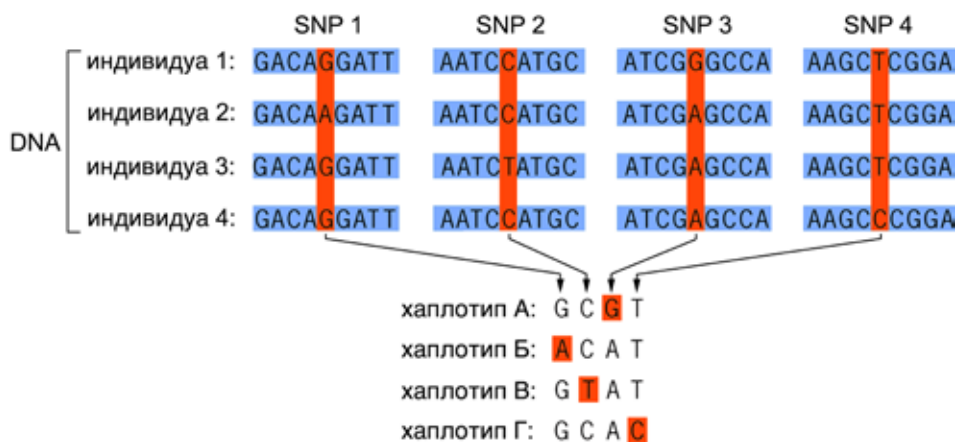 SNP 1 SNP 2 SNP 3 SNP 4
DNA
индивидуа 1: GACAGGATT AATCCATGC ATCGGGCCA AAGCTCGGA
индивидуа 2: GACAAGATT AATCCATGC ATCGAGCCA AAGCTCGGA
индивидуа 3: GACAGGATT AATCTATGC ATCGAGCCA AAGCTCGGA
индивидуа 4: GACAGGATT AATCCATGC ATCGAGCCA AAGCCCGGA
хаплотип А: G C G T
хаплотип Б: A C A T
хаплотип В: G T A T
хаплотип Г: G C A C